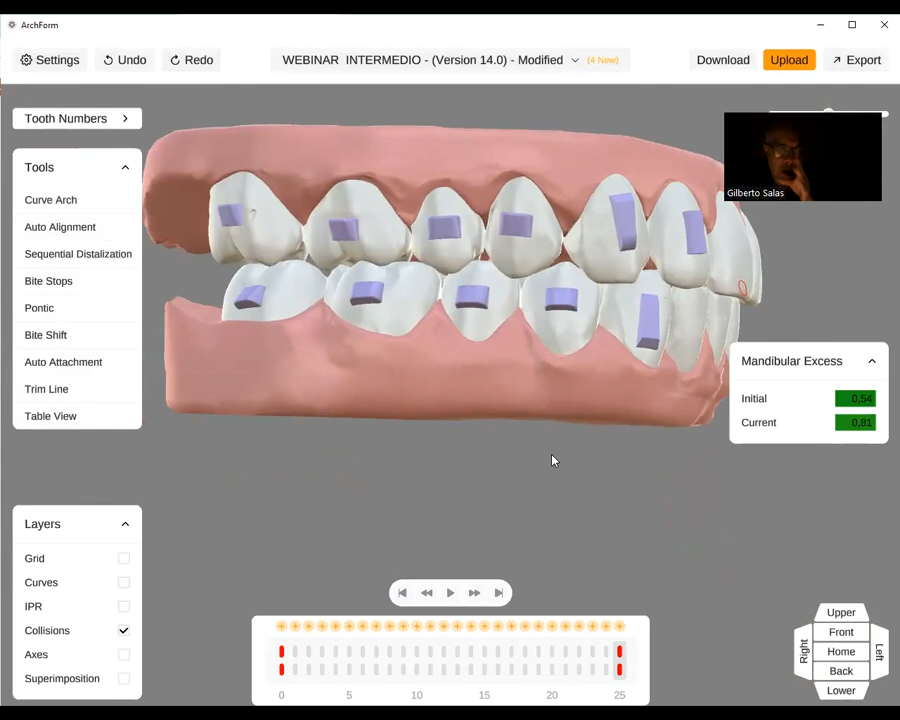 ArchForm
Settings
Undo
Redo
WEBINAR INTERMEDIO - (Version 14.0) - Modified (4 New)
Download
Upload
Export
Tooth Numbers
Gilberto Salas
Tools
Curve Arch
Auto Alignment
Sequential Distalization
Bite Stops
Pontic
Bite Shift
Auto Attachment
Trim Line
Table View
Mandibular Excess
Initial 0,54
Current 0,81
Layers
Grid
Curves
IPR
Collisions
Axes
Superimposition
0 5 10 15 20 25
Upper
Front
Right Home Left
Back
Lower